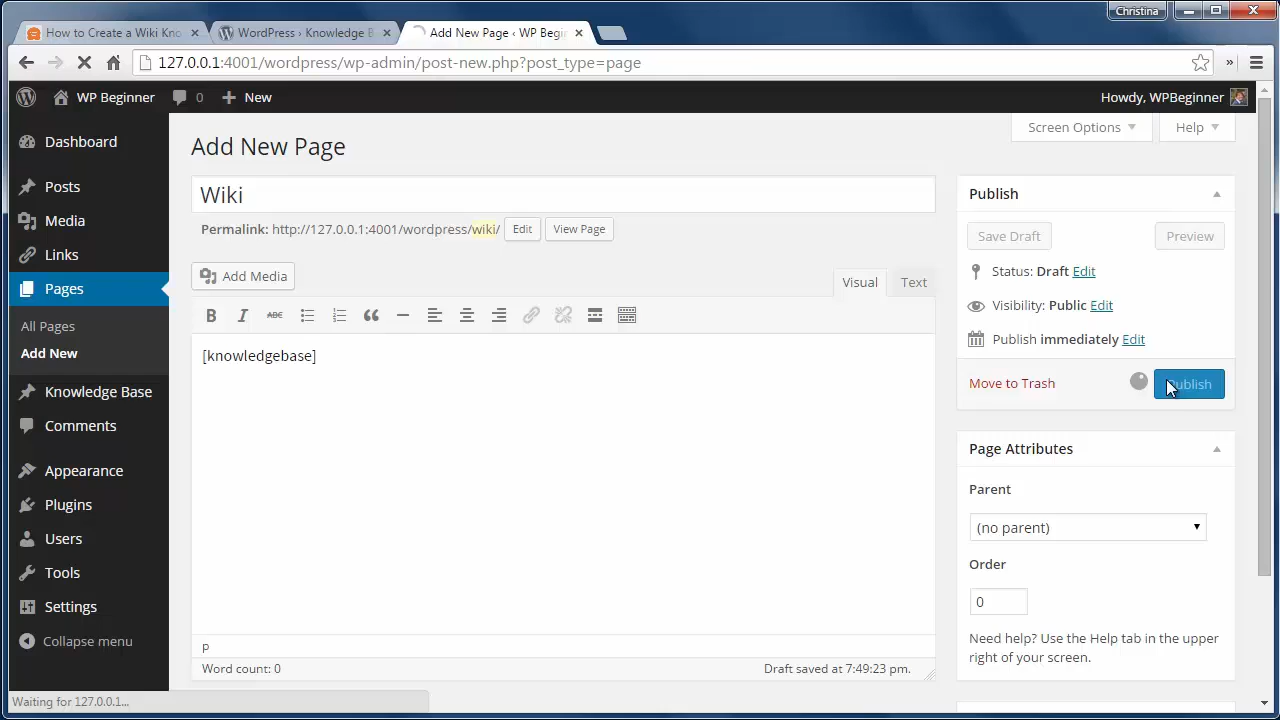 Christina
How to Create a Wiki Kno
WordPress › Knowledge B
Add New Page ‹ WP Begin
127.0.0.1:4001/wordpress/wp-admin/post-new.php?post_type=page
WP Beginner
0
New
Howdy, WPBeginner
Screen Options
Help
Dashboard
Posts
Media
Links
Pages
All Pages
Add New
Knowledge Base
Comments
Appearance
Plugins
Users
Tools
Settings
Collapse menu
Add New Page
Wiki
Permalink: http://127.0.0.1:4001/wordpress/wiki/ Edit View Page
Add Media
Visual Text
B I ABC
[knowledgebase]
p
Word count: 0
Draft saved at 7:49:23 pm.
Publish
Save Draft Preview
Status: Draft Edit
Visibility: Public Edit
Publish immediately Edit
Move to Trash Publish
Page Attributes
Parent
(no parent)
Order
0
Need help? Use the Help tab in the upper
right of your screen.
Waiting for 127.0.0.1...